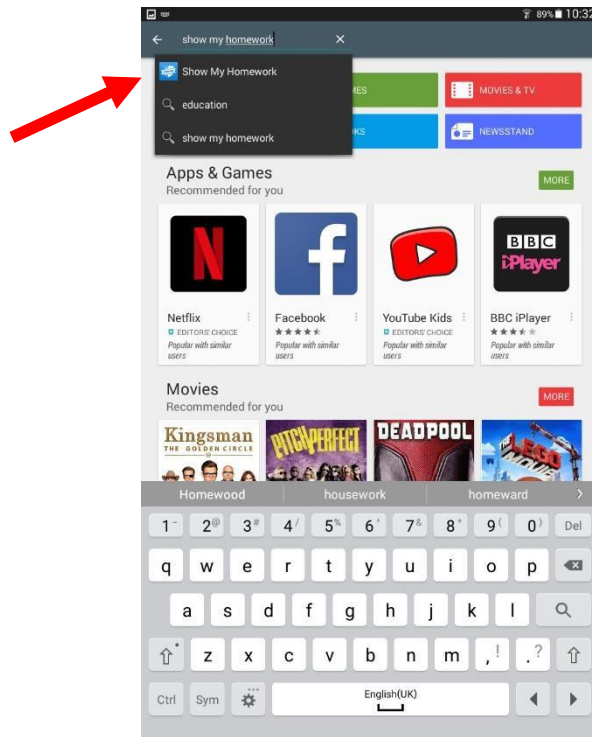 89% 10:32
show my homework ×
Show My Homework
education
show my homework
MES
MOVIES & TV
KS
NEWSSTAND
Apps & Games
Recommended for you
MORE
N
f
BBC
iPlayer
Netflix
Facebook
YouTube Kids
BBC iPlayer
EDITORS' CHOICE
EDITORS' CHOICE
Popular with similar
users
Popular with similar
users
Popular with similar
users
Popular with similar
users
Movies
Recommended for you
MORE
Kingsman
THE GOLDEN CIRCLE
PITCH PERFECT
DEADPOOL
THE LEGO MOVIE
Homewood housework homeward
1 - 2 @ 3 # 4 / 5 % 6 ^ 7 & 8 * 9 ( 0 ) Del
q w e r t y u i o p
a s d f g h j k l
z x c v b n m , ! . ?
Ctrl Sym English(UK)